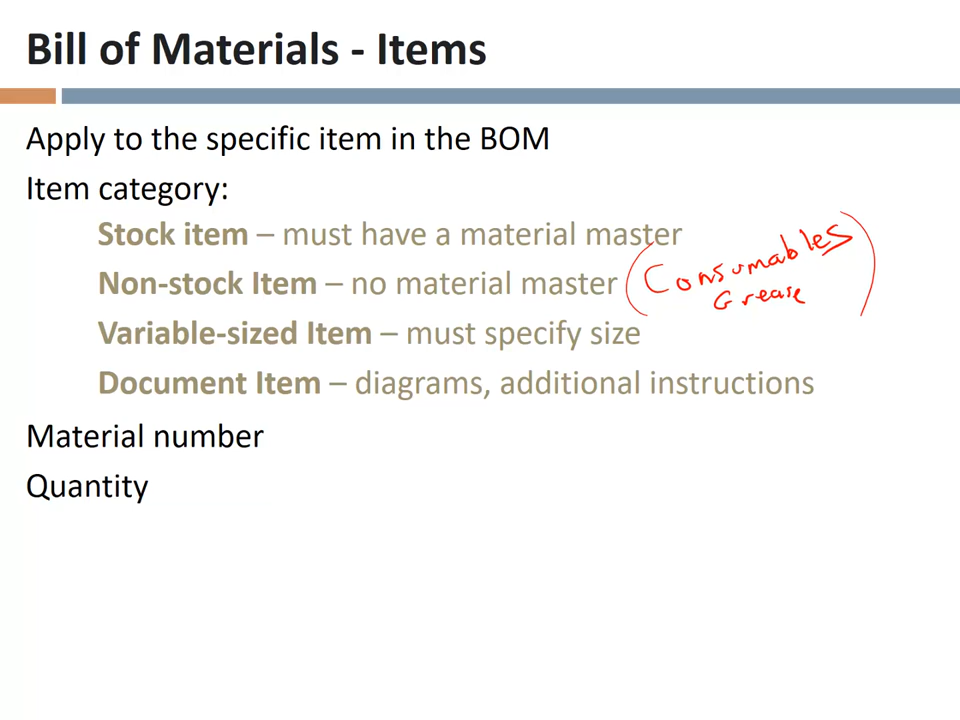 Bill of Materials - Items
Apply to the specific item in the BOM
Item category:
Stock item – must have a material master
Non-stock Item – no material master (Consumables
Grease)
Variable-sized Item – must specify size
Document Item – diagrams, additional instructions
Material number
Quantity